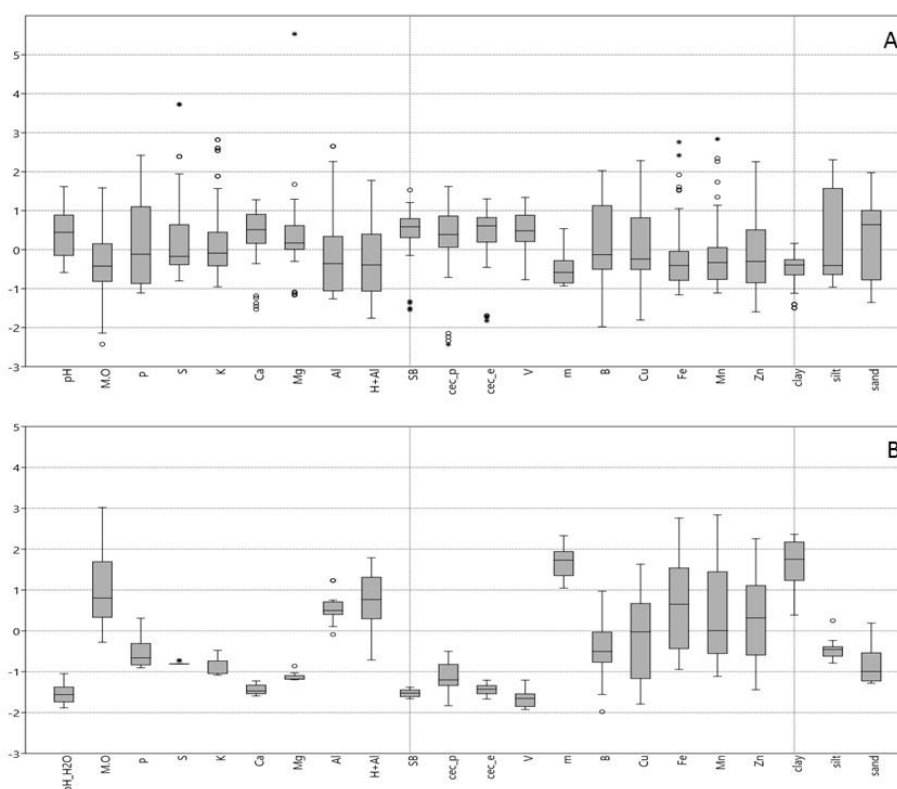 A
5
4
3
2
1
0
-1
-2
-3
pH
M.O
P
S
K
Ca
Mg
Al
H+Al
SB
cec_p
cec_e
V
m
B
Cu
Fe
Mn
Zn
clay
silt
sand
B
5
4
3
2
1
0
-1
-2
-3
pH_H2O
M.O
P
S
K
Ca
Mg
Al
H+Al
SB
cec_p
cec_e
V
m
B
Cu
Fe
Mn
Zn
clay
silt
sand